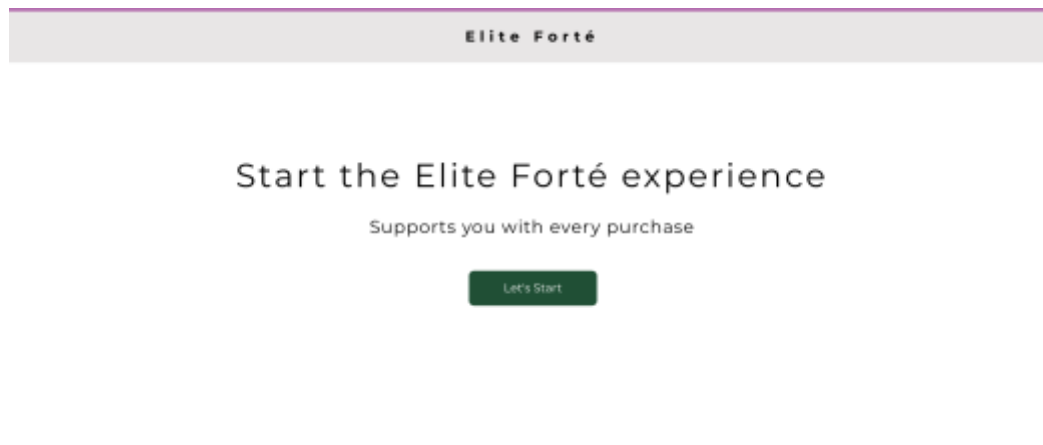 Elite Forté
Start the Elite Forté experience
Supports you with every purchase
Let's Start